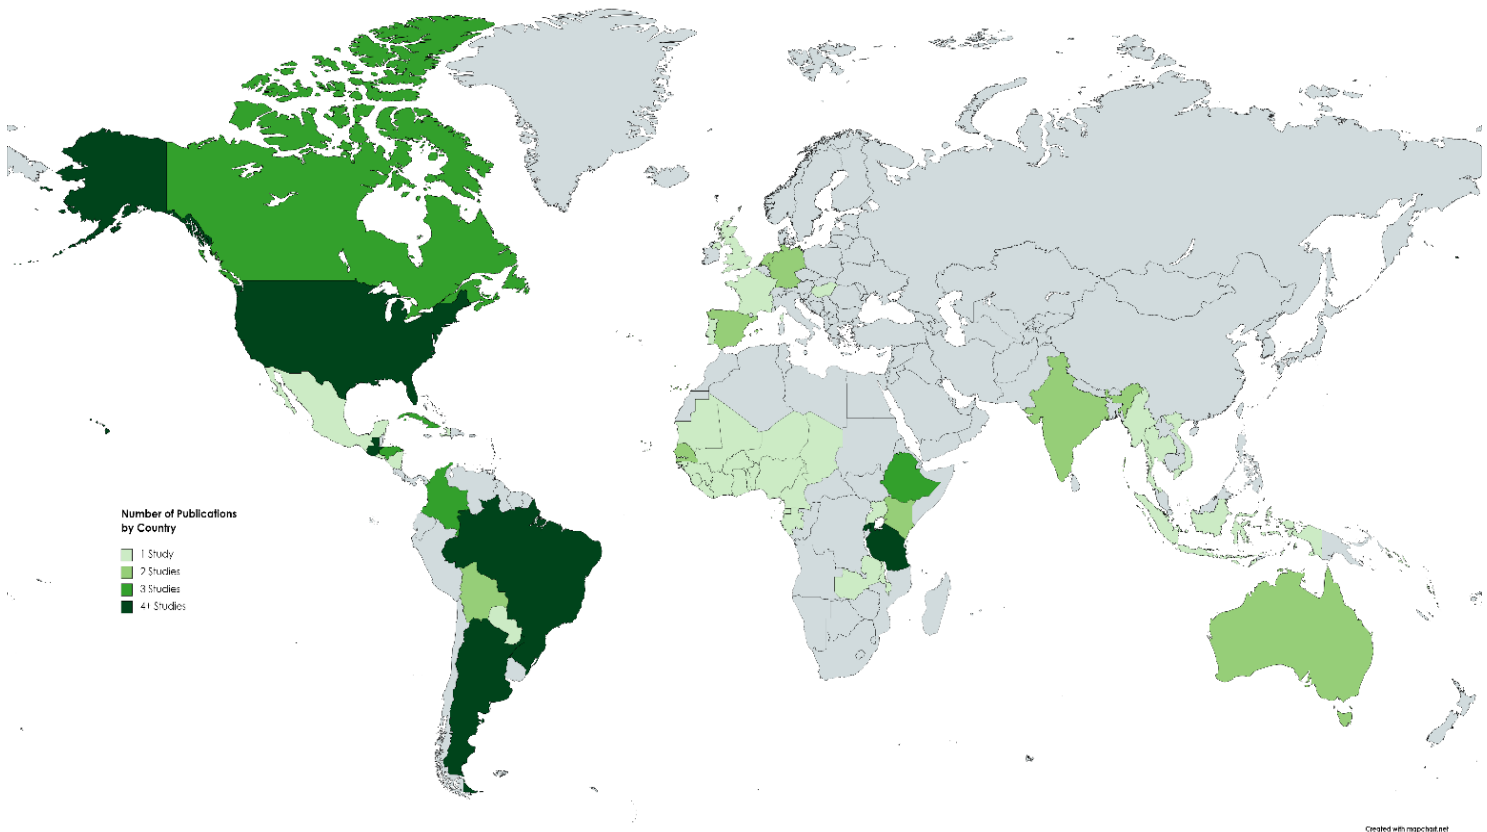 Number of Publications
by Country
1 Study
2 Studies
3 Studies
4+ Studies
Created with mapchart.net